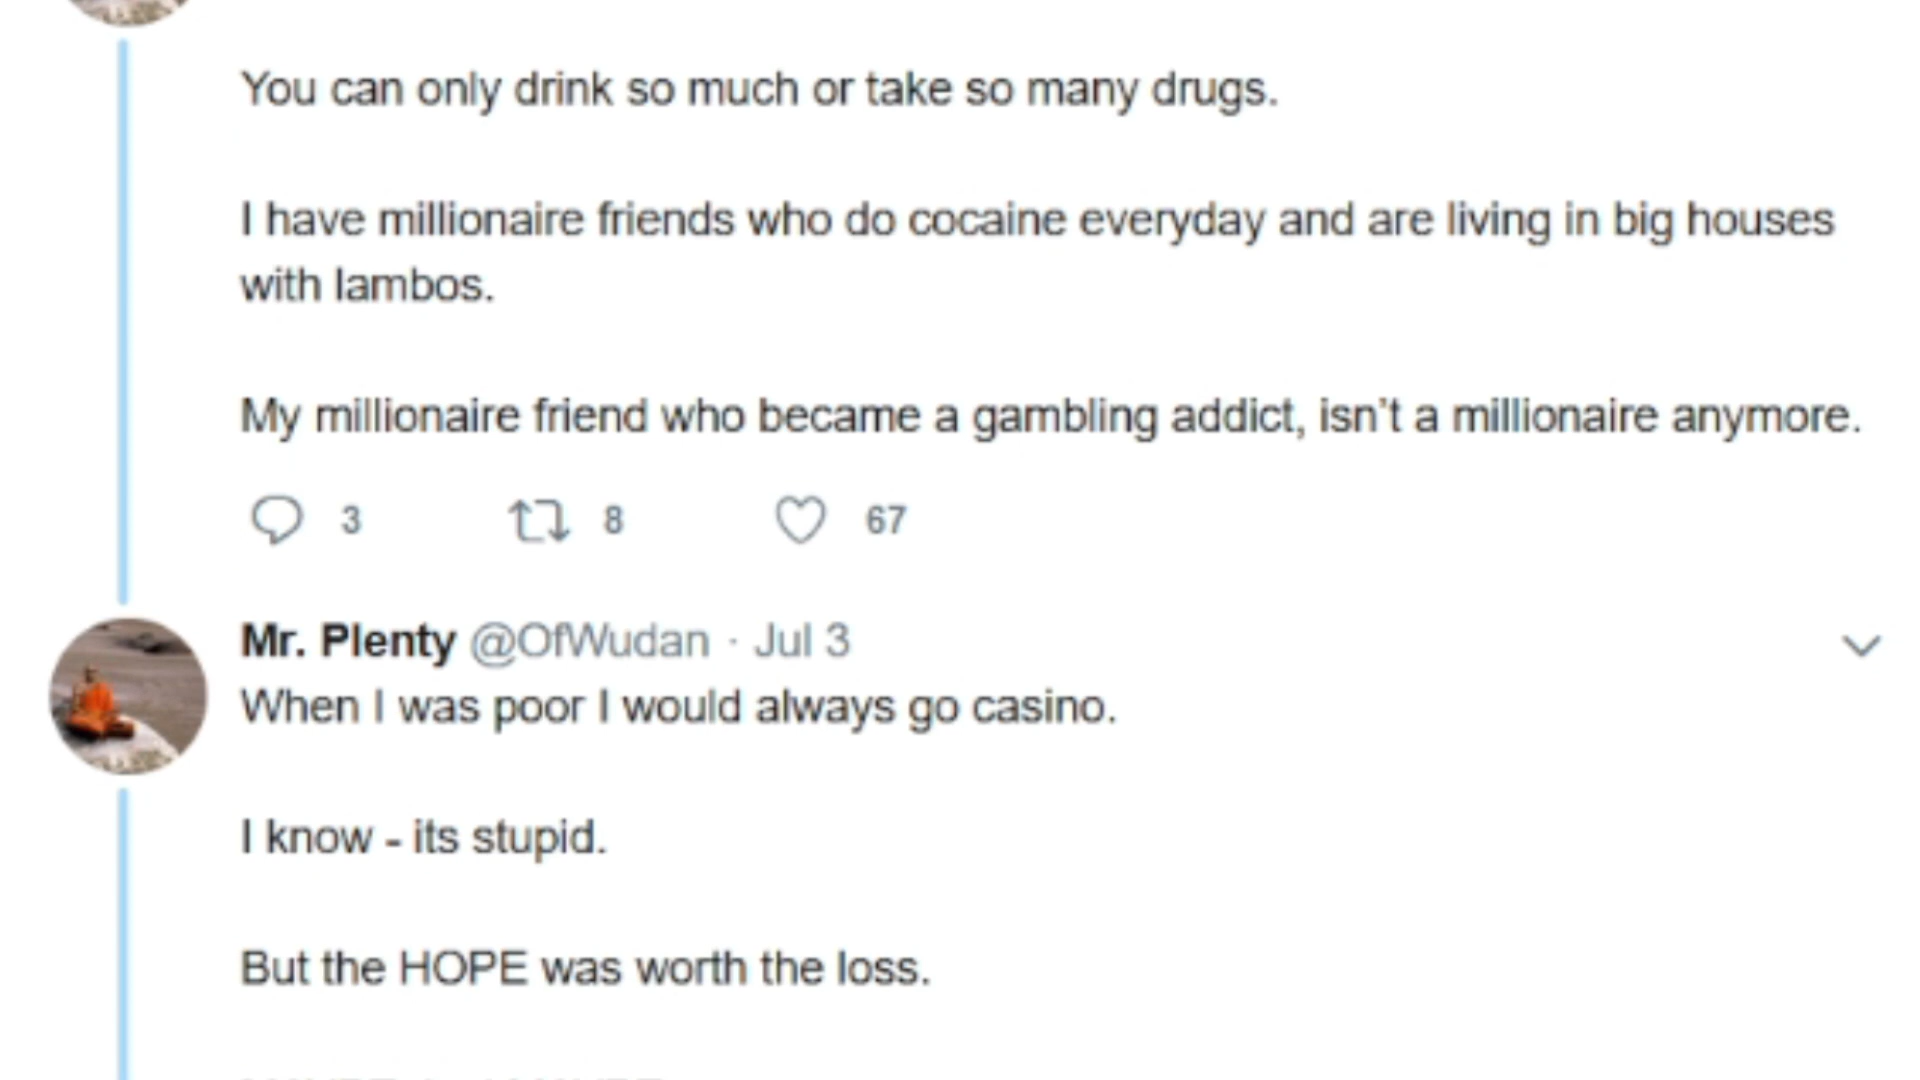 You can only drink so much or take so many drugs.
I have millionaire friends who do cocaine everyday and are living in big houses
with lambos.
My millionaire friend who became a gambling addict, isn't a millionaire anymore.
3 8 67
Mr. Plenty @OfWudan · Jul 3
When I was poor I would always go casino.
I know - its stupid.
But the HOPE was worth the loss.